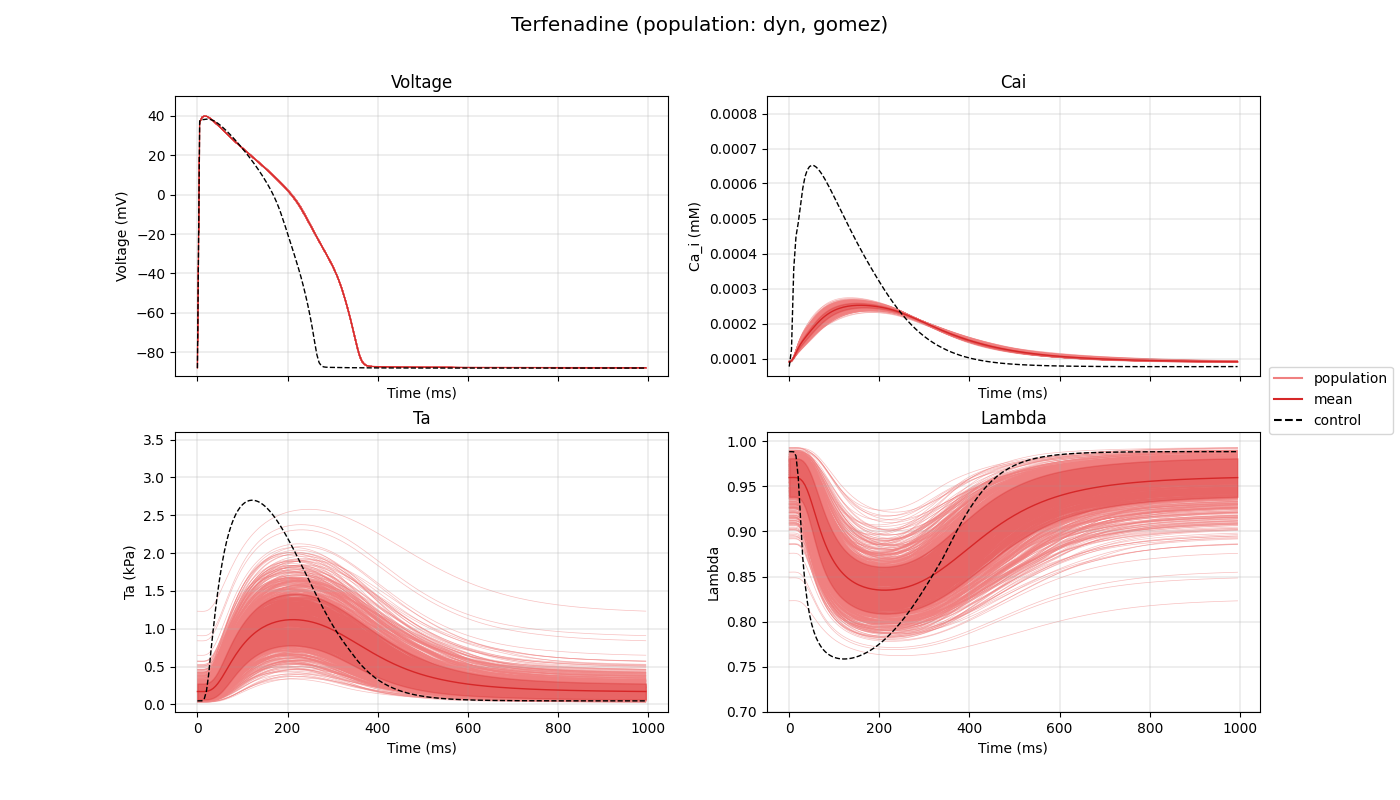 Terfenadine (population: dyn, gomez)
Voltage
Voltage (mV)
40
20
0
−20
−40
−60
−80
Time (ms)
Cai
Ca_i (mM)
0.0008
0.0007
0.0006
0.0005
0.0004
0.0003
0.0002
0.0001
Time (ms)
population
mean
control
Ta
Ta (kPa)
3.5
3.0
2.5
2.0
1.5
1.0
0.5
0.0
0 200 400 600 800 1000
Time (ms)
Lambda
Lambda
1.00
0.95
0.90
0.85
0.80
0.75
0.70
0 200 400 600 800 1000
Time (ms)